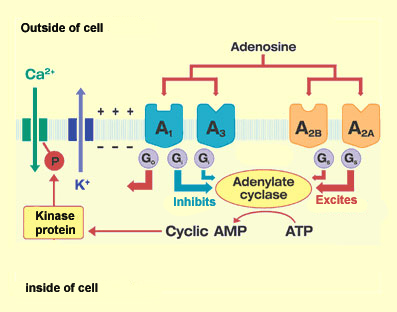 Outside of cell
Adenosine
Ca²⁺
+ + +
A₁
A₃
A₂B
A₂A
- - -
P
K⁺
Gᵢ
Gᵢ
Gₛ
Gₛ
Adenylate
cyclase
Inhibits
Excites
Kinase
protein
Cyclic AMP
ATP
inside of cell